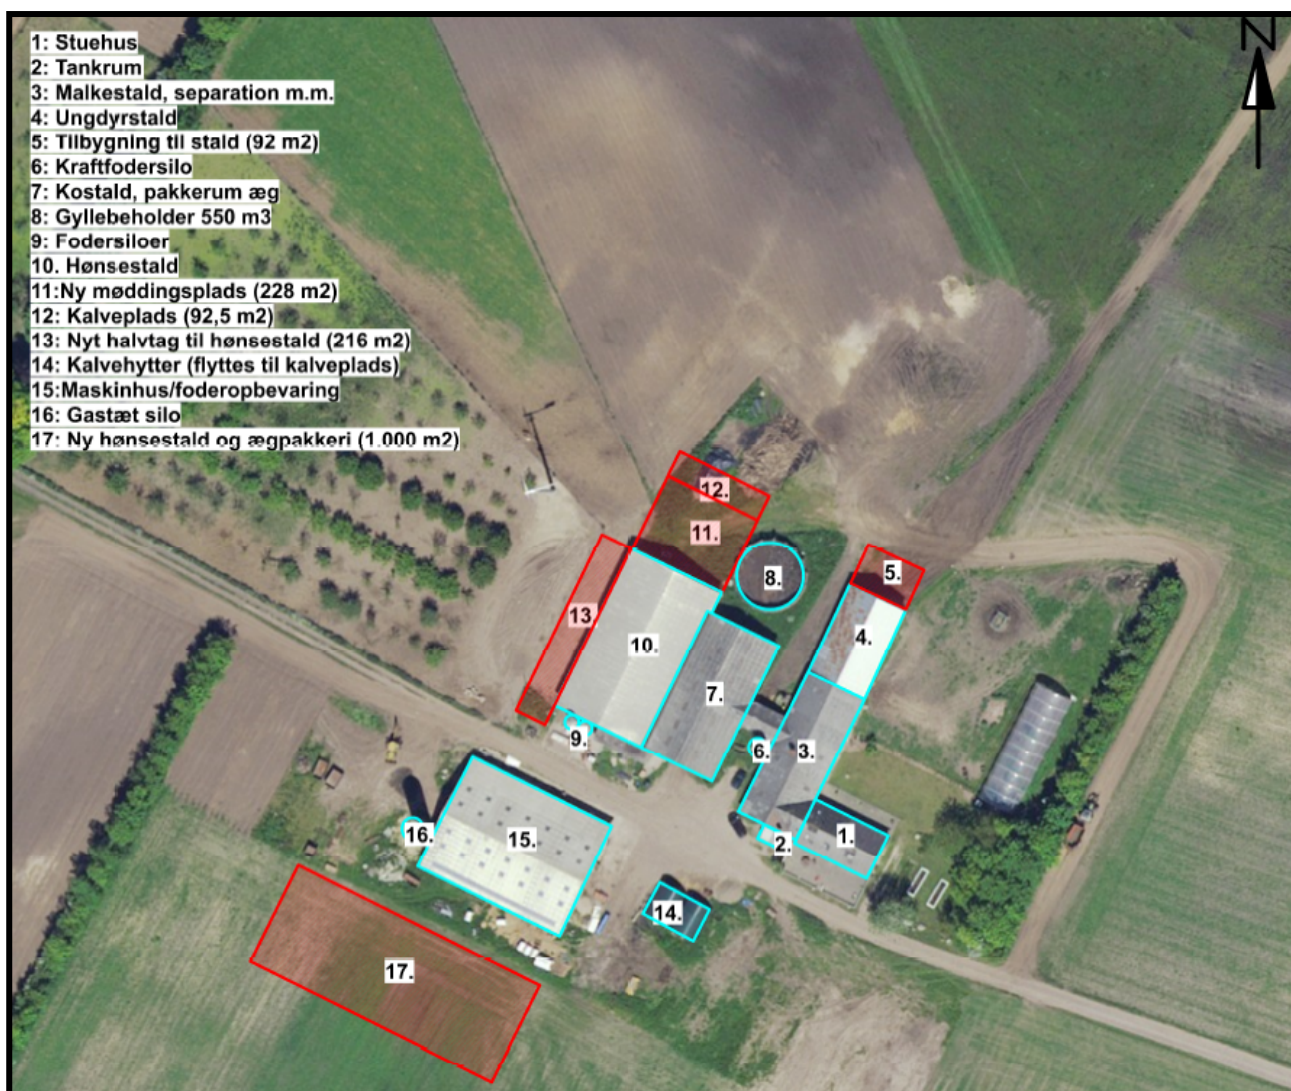 1: Stuehus
2: Tankrum
3: Malkestald, separation m.m.
4: Ungdyrstald
5: Tilbygning til stald (92 m2)
6: Kraftfodersilo
7: Kostald, pakkerum æg
8: Gyllebeholder 550 m3
9: Fodersiloer
10. Hønsestald
11:Ny møddingsplads (228 m2)
12: Kalveplads (92,5 m2)
13: Nyt halvtag til hønsestald (216 m2)
14: Kalvehytter (flyttes til kalveplads)
15:Maskinhus/foderopbevaring
16: Gastæt silo
17: Ny hønsestald og ægpakkeri (1.000 m2)
N
12.
11.
8.
5.
13.
10.
4.
7.
9.
6.
3.
16.
15.
2.
1.
14.
17.